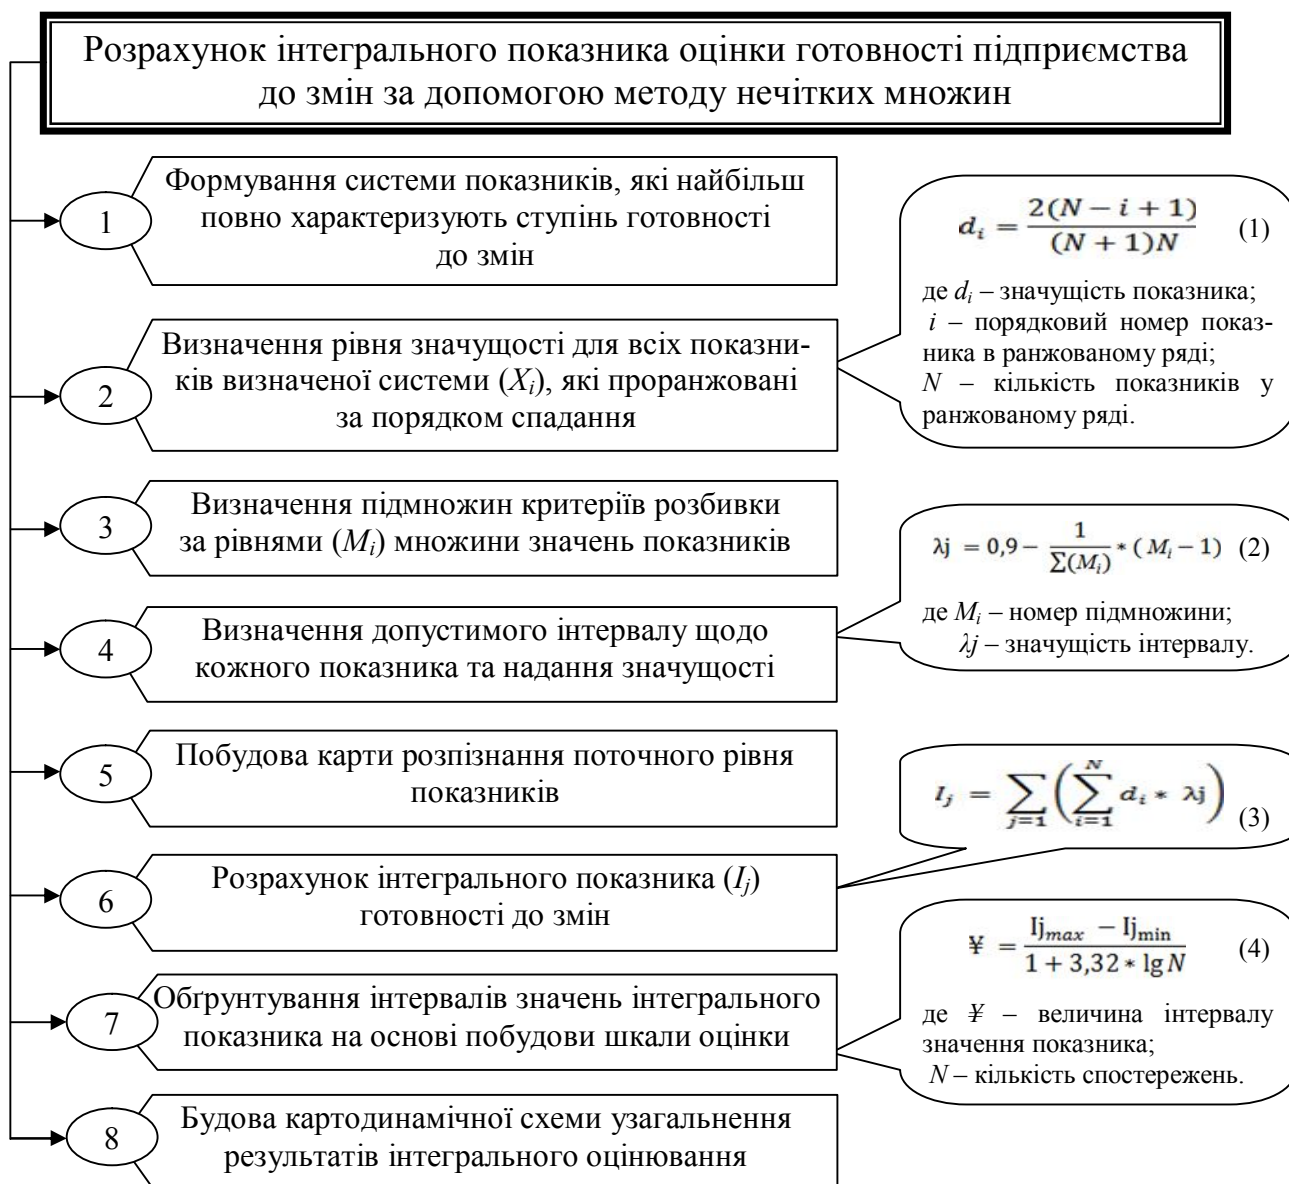 Розрахунок інтегрального показника оцінки готовності підприємства
до змін за допомогою методу нечітких множин
1
Формування системи показників, які найбільш
повно характеризують ступінь готовності
до змін
d_i = 2(N − i + 1) / (N + 1)N (1)
де d_i – значущість показника;
i – порядковий номер показ-
ника в ранжованому ряді;
N – кількість показників у
ранжованому ряді.
2
Визначення рівня значущості для всіх показни-
ків визначеної системи (X_i), які проранжовані
за порядком спадання
3
Визначення підмножин критеріїв розбивки
за рівнями (M_i) множини значень показників
λj = 0,9 − 1/∑(M_i) * (M_i − 1) (2)
де M_i – номер підмножини;
λj – значущість інтервалу.
4
Визначення допустимого інтервалу щодо
кожного показника та надання значущості
5
Побудова карти розпізнання поточного рівня
показників
I_j = ∑_{j=1} (∑_{i=1}^{N} d_i * λj) (3)
6
Розрахунок інтегрального показника (I_j)
готовності до змін
¥ = (Ij_max − Ij_min) / (1 + 3,32 * lg N) (4)
де ¥ – величина інтервалу
значення показника;
N – кількість спостережень.
7
Обґрунтування інтервалів значень інтегрального
показника на основі побудови шкали оцінки
8
Будова картодинамічної схеми узагальнення
результатів інтегрального оцінювання